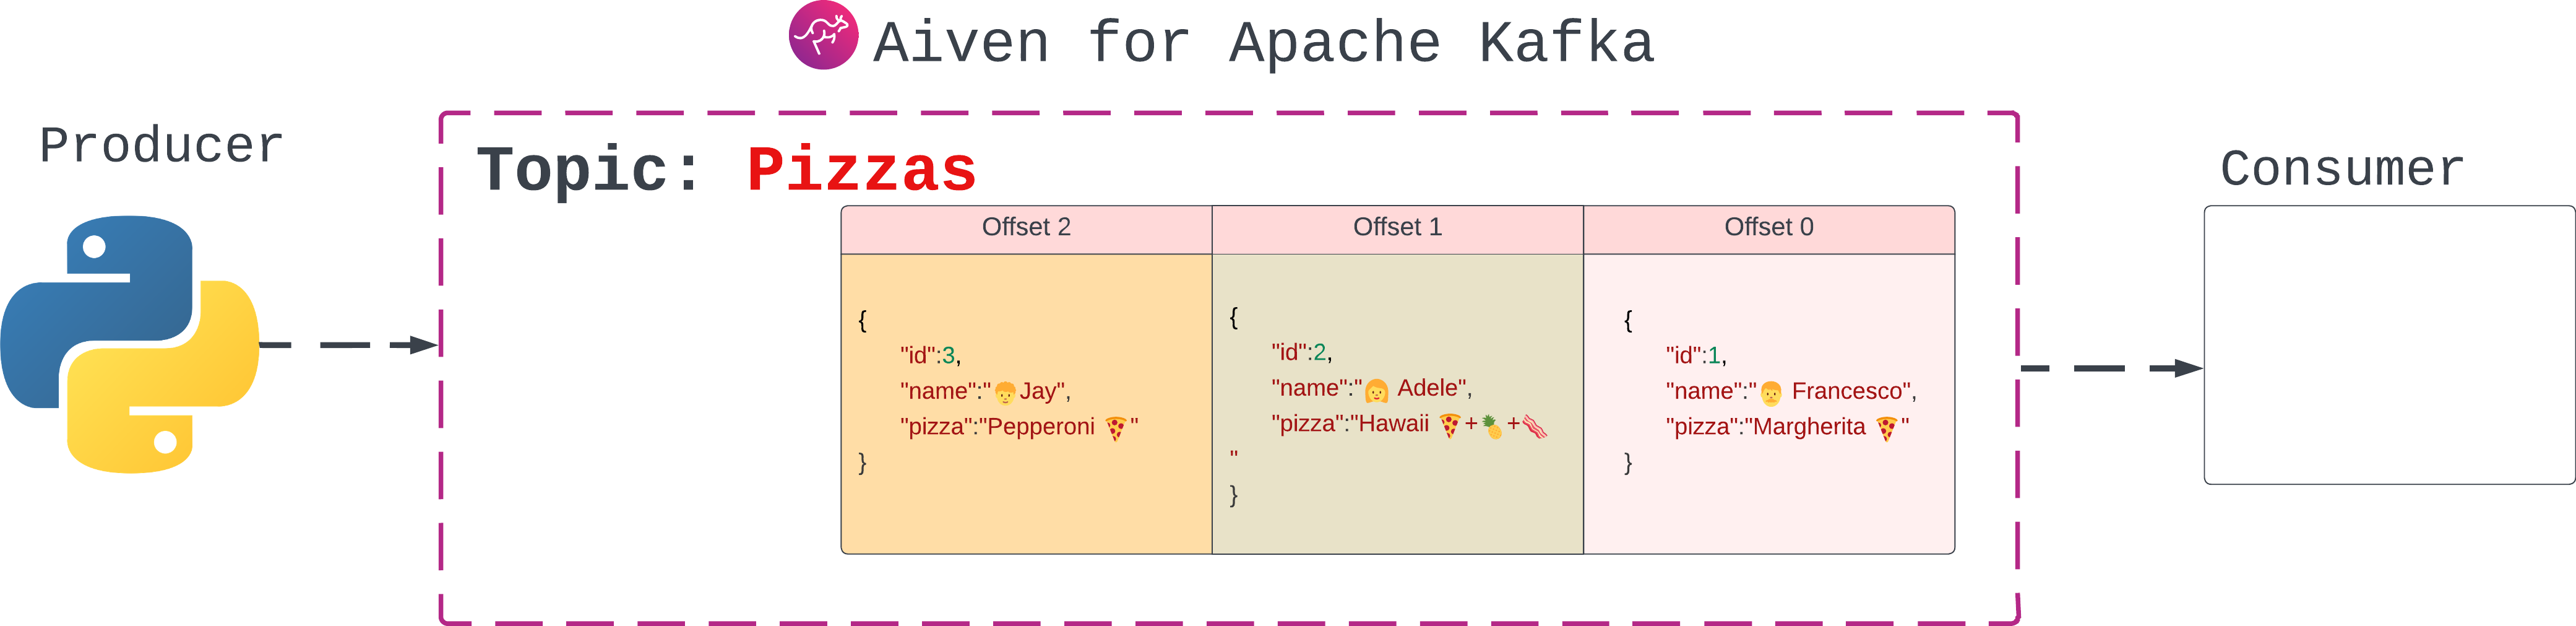 Aiven for Apache Kafka
Producer
Topic: Pizzas
Offset 2
{
"id":3,
"name":"👦Jay",
"pizza":"Pepperoni 🍕"
}
Offset 1
{
"id":2,
"name":"👩 Adele",
"pizza":"Hawaii 🍕+🍍+🥓
"
}
Offset 0
{
"id":1,
"name":"👨 Francesco",
"pizza":"Margherita 🍕"
}
Consumer